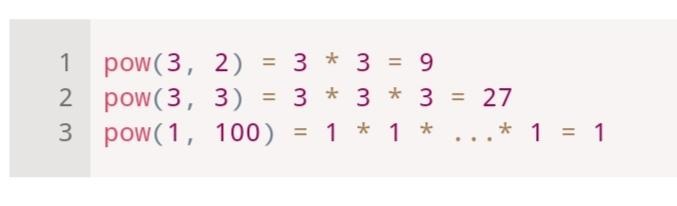 1 pow(3, 2) = 3 * 3 = 9
2 pow(3, 3) = 3 * 3 * 3 = 27
3 pow(1, 100) = 1 * 1 * ...* 1 = 1